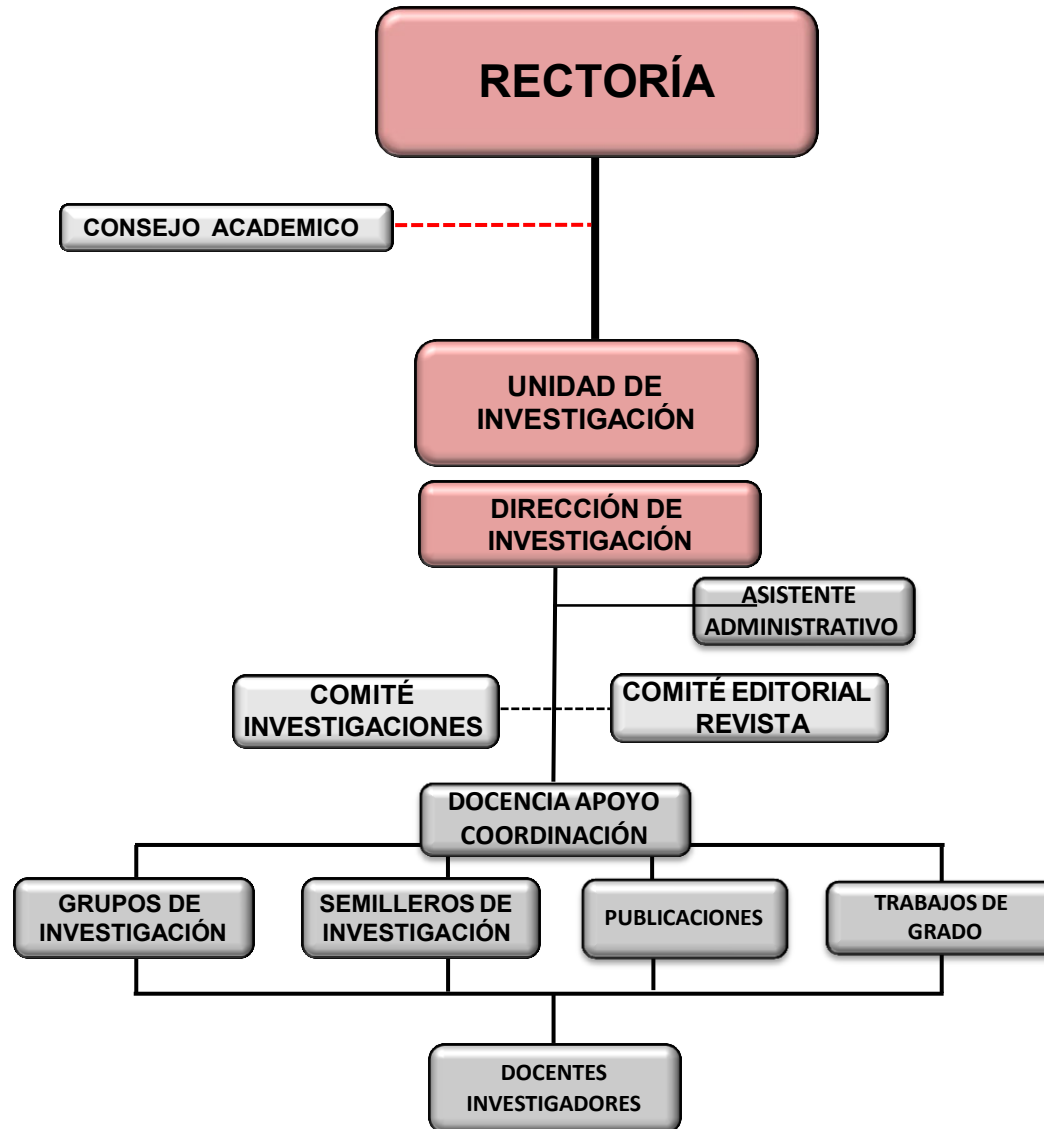 RECTORÍA
CONSEJO ACADEMICO
UNIDAD DE
INVESTIGACIÓN
DIRECCIÓN DE
INVESTIGACIÓN
ASISTENTE
ADMINISTRATIVO
COMITÉ
INVESTIGACIONES
COMITÉ EDITORIAL
REVISTA
DOCENCIA APOYO
COORDINACIÓN
GRUPOS DE
INVESTIGACIÓN
SEMILLEROS DE
INVESTIGACIÓN
PUBLICACIONES
TRABAJOS DE
GRADO
DOCENTES
INVESTIGADORES